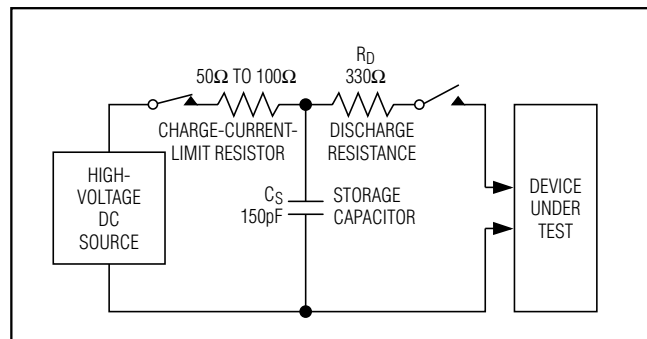 50Ω TO 100Ω
CHARGE-CURRENT-
LIMIT RESISTOR
RD
330Ω
DISCHARGE
RESISTANCE
HIGH-
VOLTAGE
DC
SOURCE
CS
150pF
STORAGE
CAPACITOR
DEVICE
UNDER
TEST